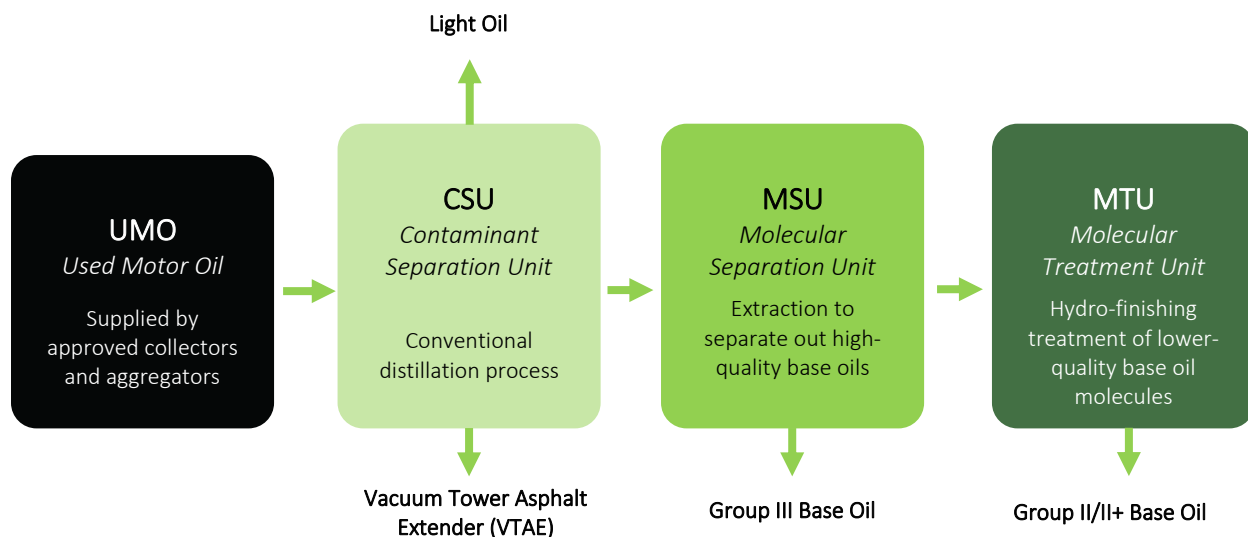 Light Oil
UMO
Used Motor Oil
Supplied by
approved collectors
and aggregators
CSU
Contaminant
Separation Unit
Conventional
distillation process
MSU
Molecular
Separation Unit
Extraction to
separate out high-
quality base oils
MTU
Molecular
Treatment Unit
Hydro-finishing
treatment of lower-
quality base oil
molecules
Vacuum Tower Asphalt
Extender (VTAE)
Group III Base Oil
Group II/II+ Base Oil